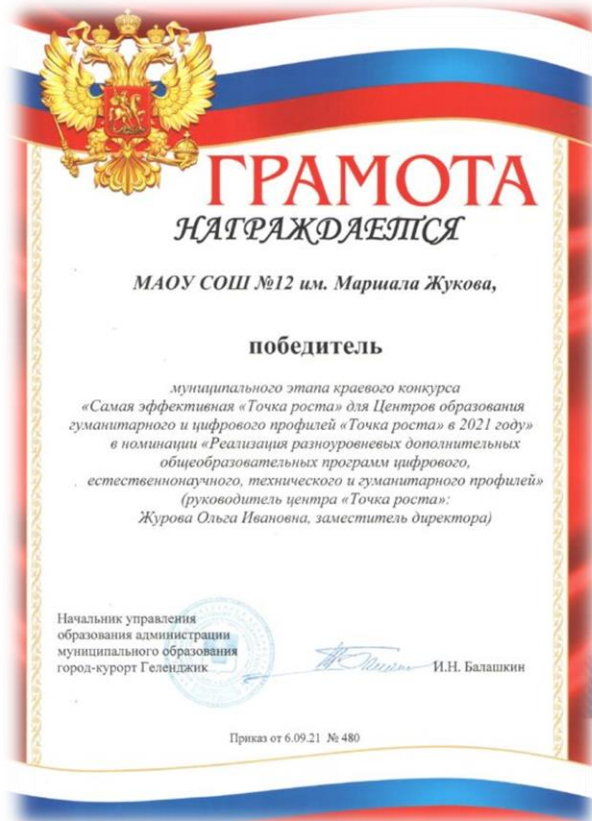 ГРАМОТА
НАГРАЖДАЕТСЯ
МАОУ СОШ №12 им. Маршала Жукова,
победитель
муниципального этапа краевого конкурса
«Самая эффективная «Точка роста» для Центров образования
гуманитарного и цифрового профилей «Точка роста» в 2021 году»
в номинации «Реализация разноуровневых дополнительных
общеобразовательных программ цифрового,
естественнонаучного, технического и гуманитарного профилей»
(руководитель центра «Точка роста»:
Журова Ольга Ивановна, заместитель директора)
Начальник управления
образования администрации
муниципального образования
город-курорт Геленджик
И.Н. Балашкин
Приказ от 6.09.21 № 480